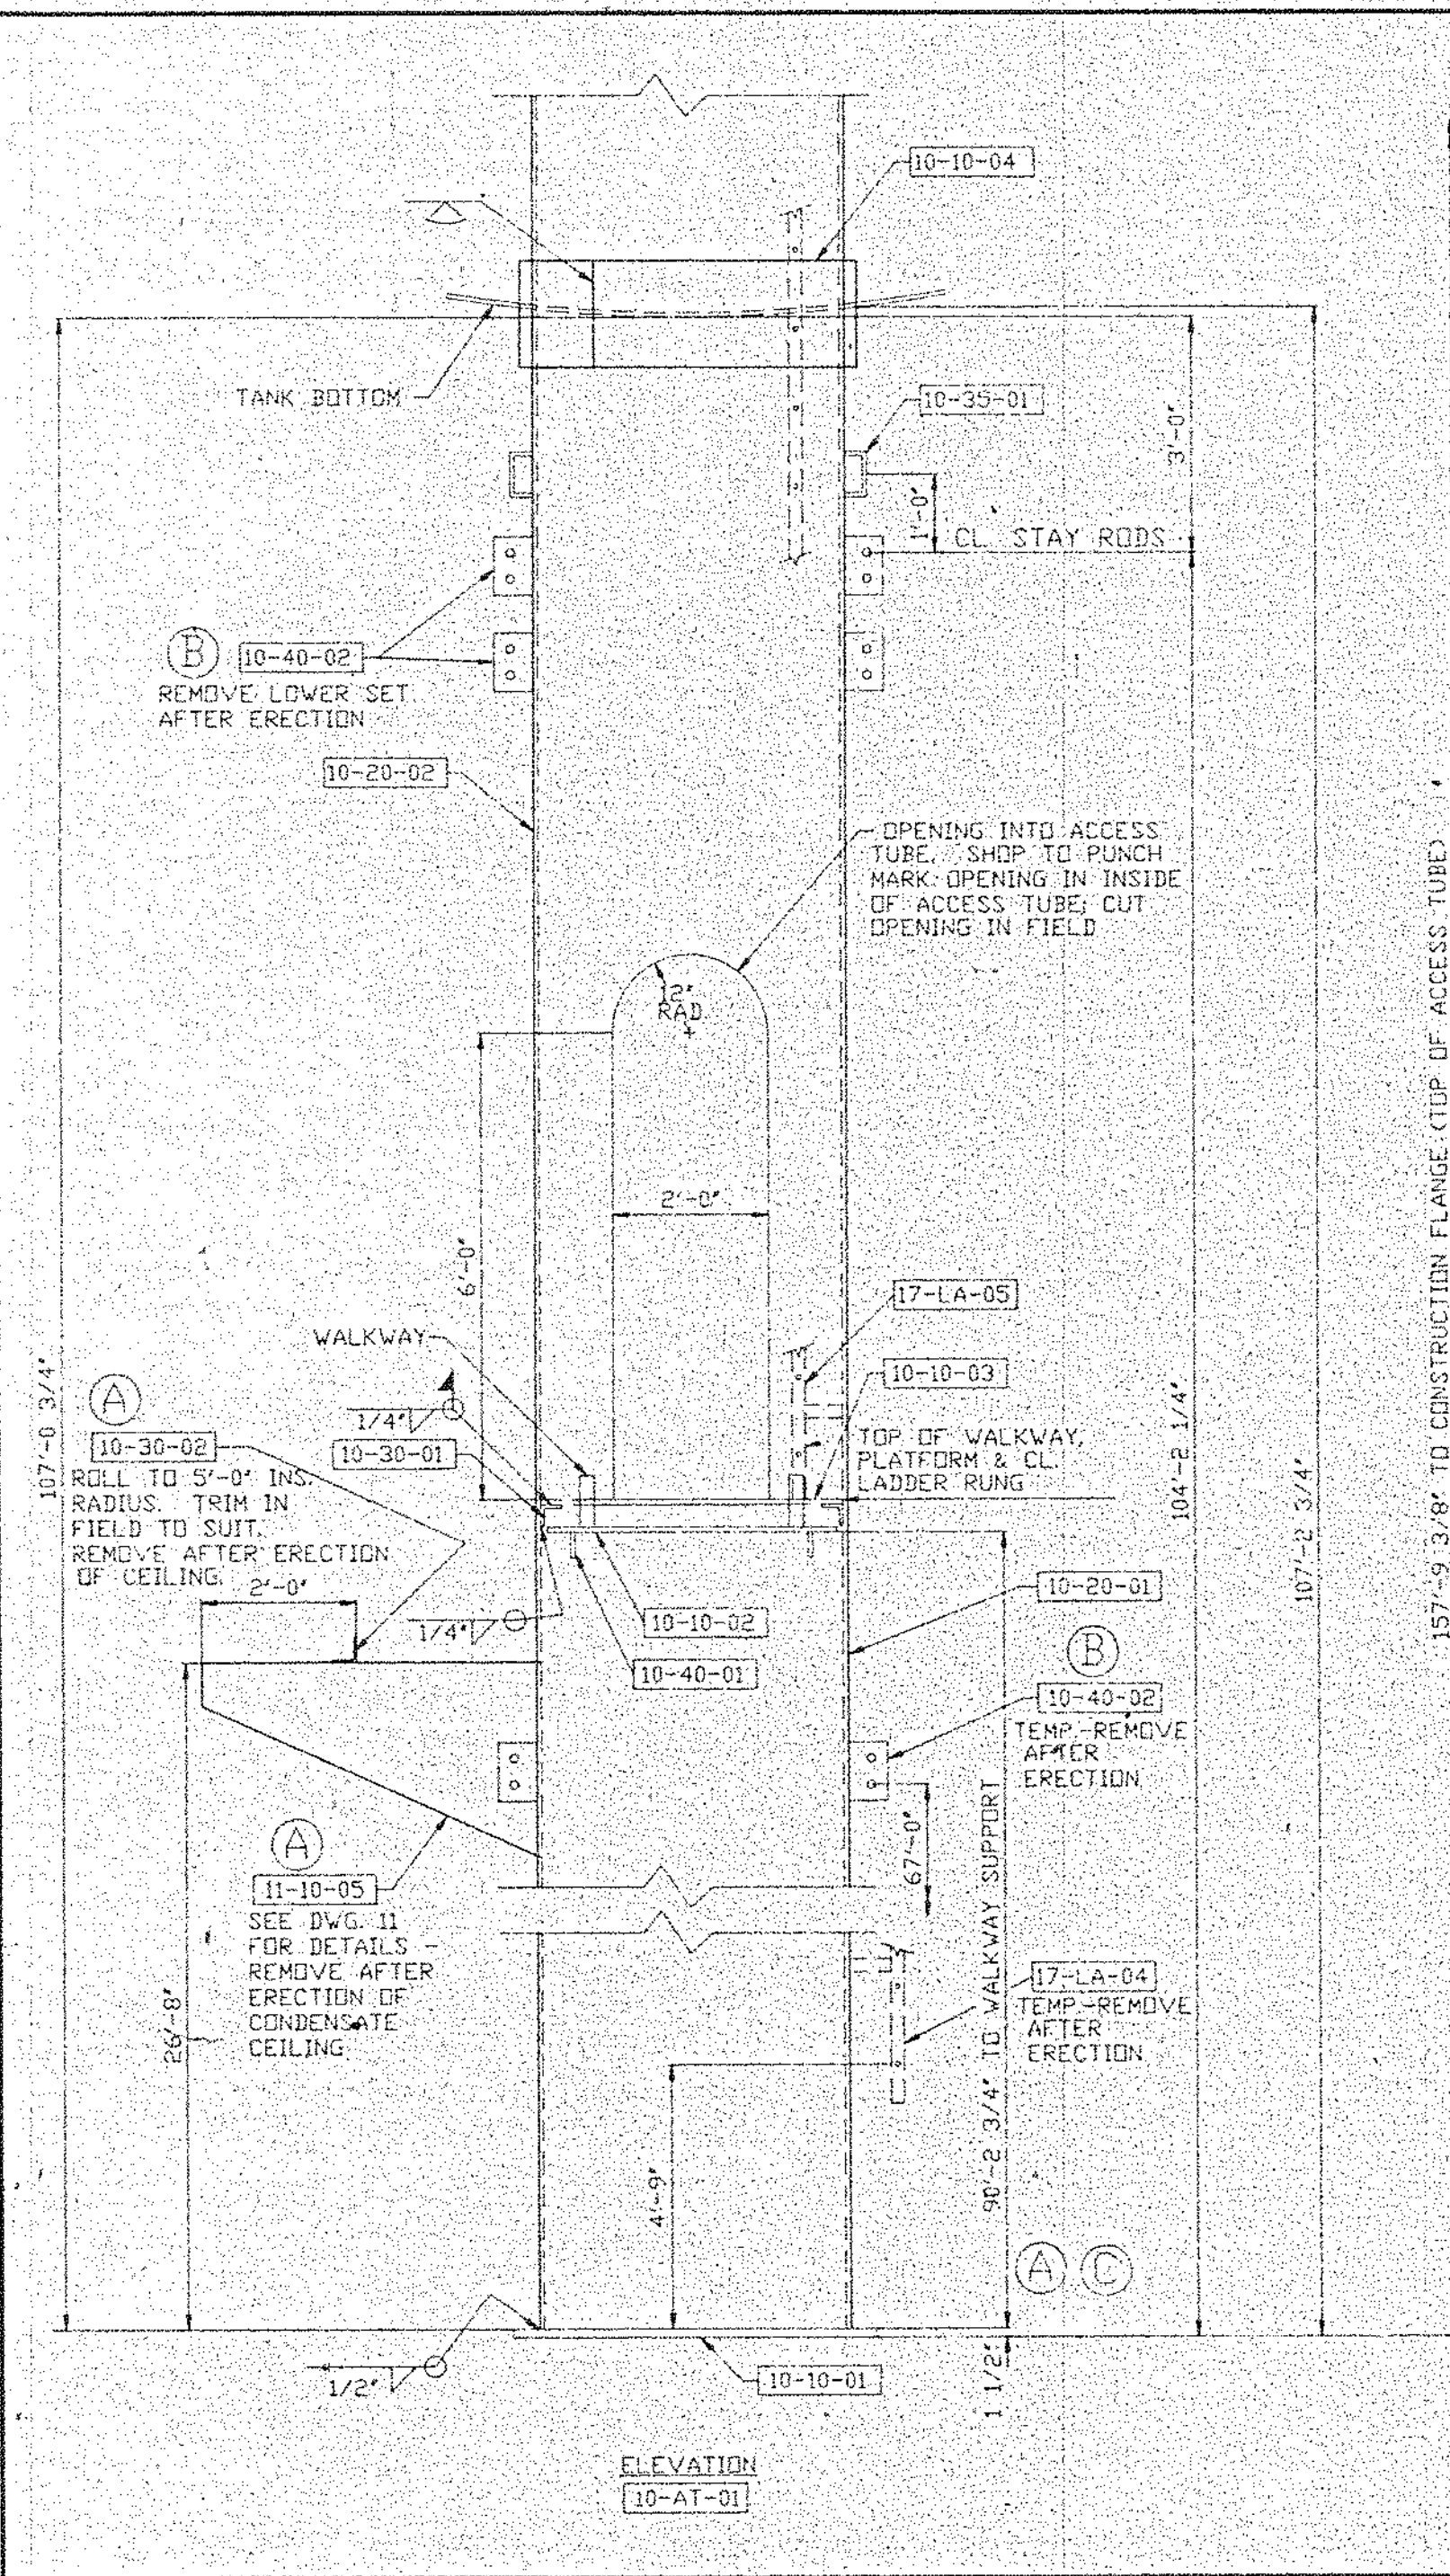 10-10-04
TANK BOTTOM
10-35-01
3'-0"
1'-0"
CL. STAY RODS
B
10-40-02
REMOVE LOWER SET
AFTER ERECTION
10-20-02
OPENING INTO ACCESS
TUBE. SHOP TO PUNCH
MARK OPENING IN INSIDE
OF ACCESS TUBE; CUT
OPENING IN FIELD
12"
RAD
2'-0"
6'-0"
17-LA-05
WALKWAY
10-10-03
1/4"
TOP OF WALKWAY,
PLATFORM & CL.
LADDER RUNG
107'-0 3/4"
A
10-30-02
ROLL TO 5'-0" INS.
RADIUS. TRIM IN
FIELD TO SUIT.
REMOVE AFTER ERECTION
OF CEILING.
10-30-01
2'-0"
1/4"
10-10-02
10-40-01
10-20-01
B
10-40-02
TEMP.-REMOVE
AFTER
ERECTION
104'-2 1/4"
107'-2 3/4"
157'-9 3/8" TO CONSTRUCTION FLANGE (TOP OF ACCESS TUBE)
A
11-10-05
SEE DWG. 11
FOR DETAILS -
REMOVE AFTER
ERECTION OF
CONDENSATE
CEILING
67'-0"
90'-2 3/4" TO WALKWAY SUPPORT
17-LA-04
TEMP.-REMOVE
AFTER
ERECTION
26'-8"
4'-9"
A C
1/2"
10-10-01
1 1/2"
ELEVATION
10-AT-01